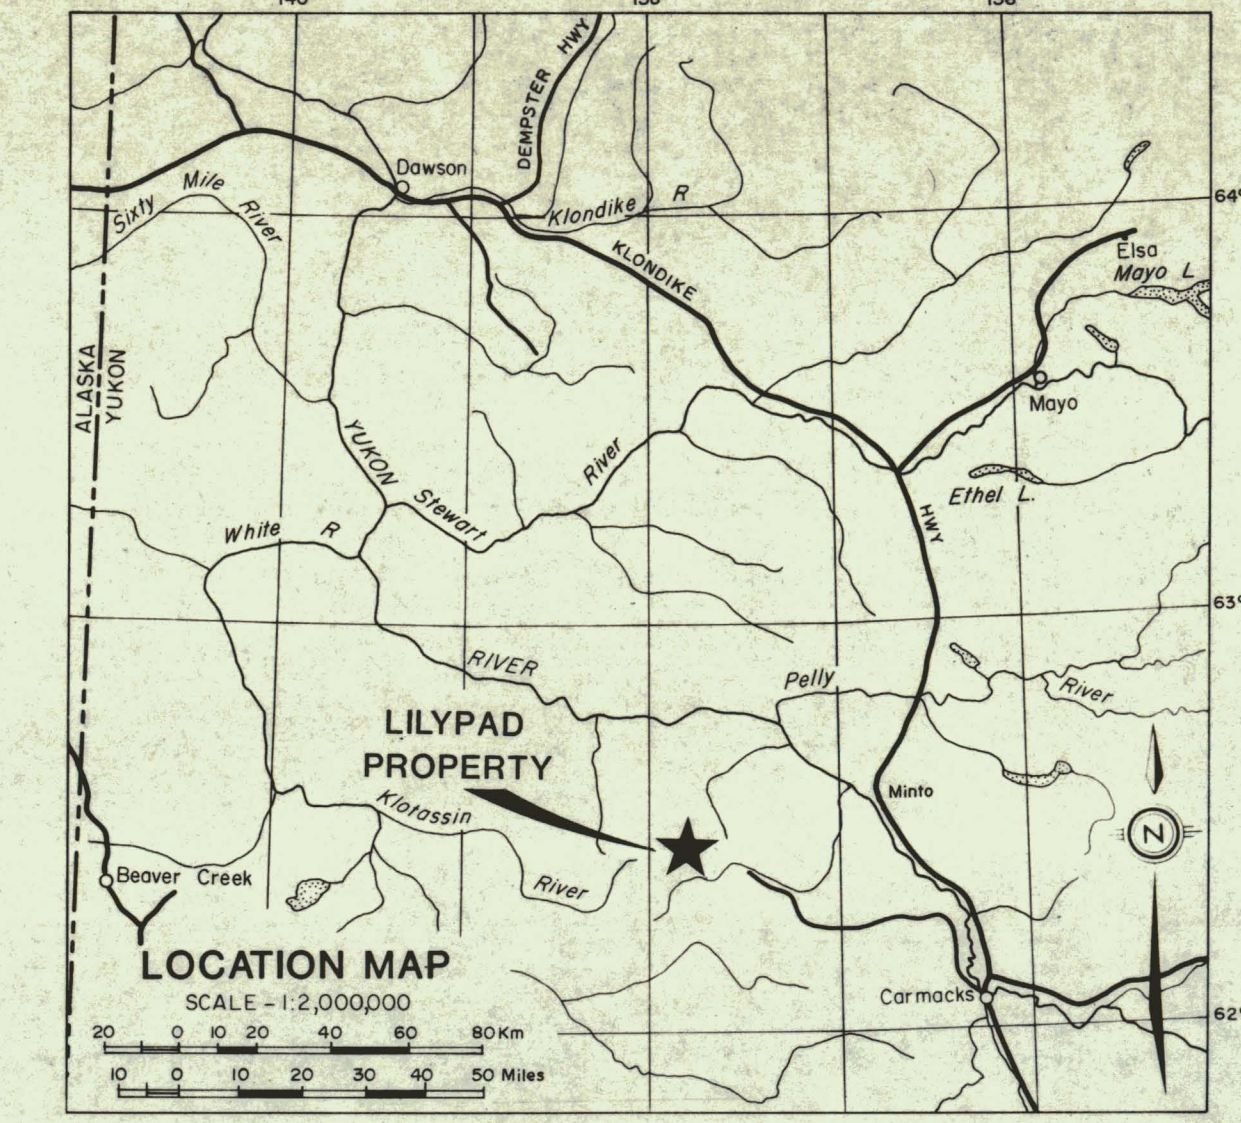 DEMPSTER HWY
Dawson
Sixty Mile River
Klondike R
64°
KLONDIKE
Elsa
Mayo L
ALASKA
YUKON
Mayo
YUKON
Stewart River
Ethel L.
White R
HWY
63°
RIVER
Pelly
River
LILYPAD
PROPERTY
Minto
Klotassin
River
N
Beaver Creek
LOCATION MAP
SCALE - 1:2,000,000
Carmacks
62°
20 0 10 20 40 60 80 Km
10 0 10 20 30 40 50 Miles